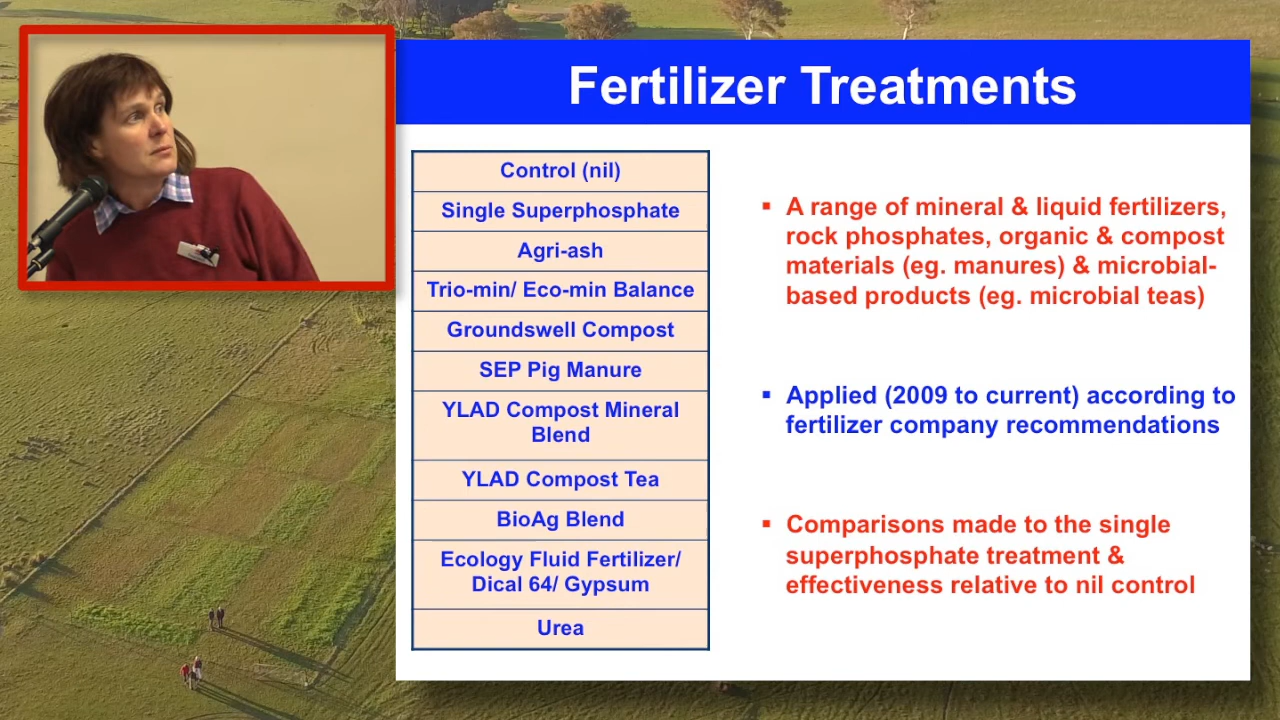 Fertilizer Treatments
Control (nil)
Single Superphosphate
Agri-ash
Trio-min/ Eco-min Balance
Groundswell Compost
SEP Pig Manure
YLAD Compost Mineral
Blend
YLAD Compost Tea
BioAg Blend
Ecology Fluid Fertilizer/
Dical 64/ Gypsum
Urea
▪ A range of mineral & liquid fertilizers,
rock phosphates, organic & compost
materials (eg. manures) & microbial-
based products (eg. microbial teas)
▪ Applied (2009 to current) according to
fertilizer company recommendations
▪ Comparisons made to the single
superphosphate treatment &
effectiveness relative to nil control